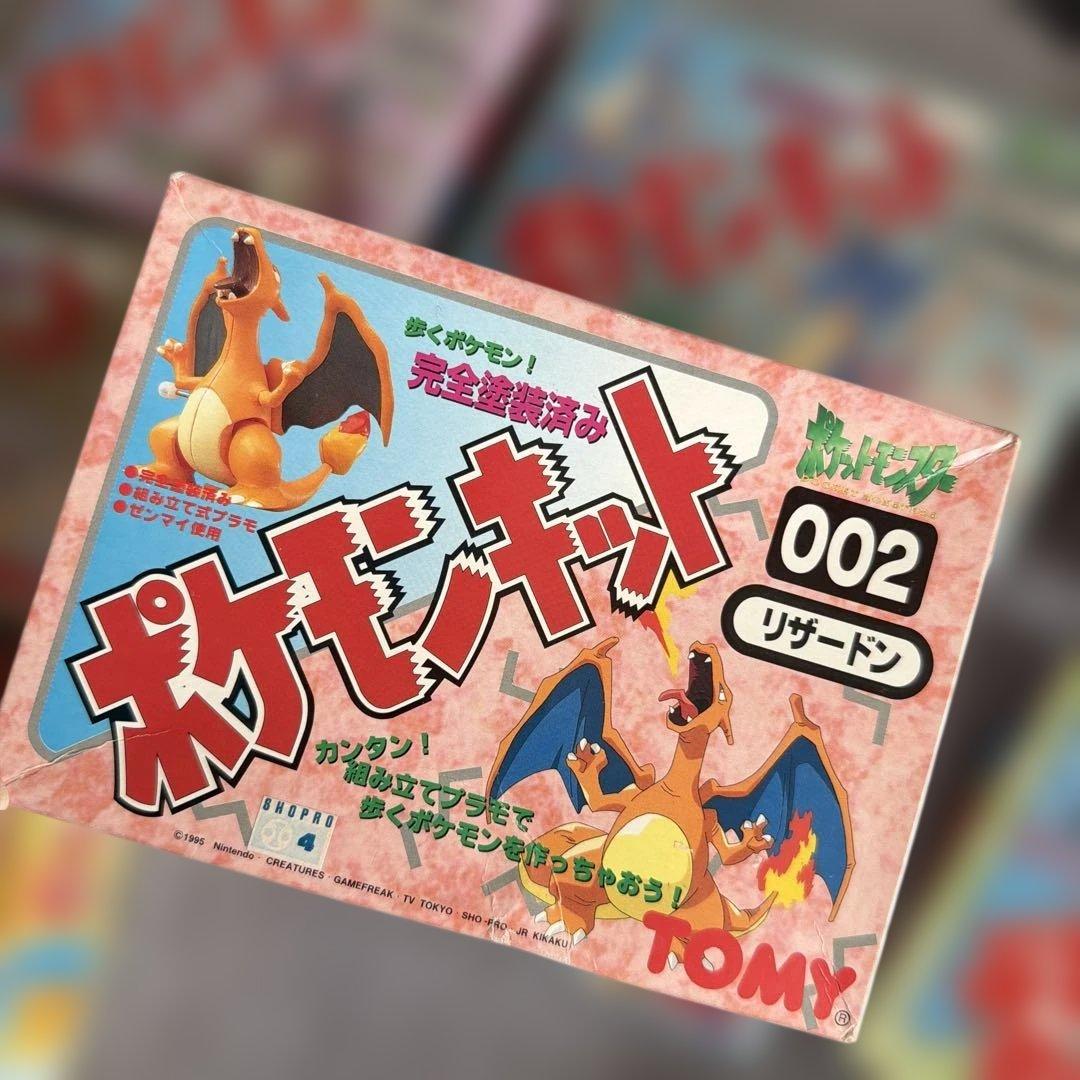 歩くポケモン！
完全塗装済み
●完全塗装済み
●組み立て式プラモ
●ゼンマイ使用
ポケモンキット
ポケットモンスター
002
リザードン
カンタン！
組み立てプラモで
歩くポケモンを作っちゃおう！
SHOPRO
4
©1995 Nintendo · CREATURES · GAMEFREAK · TV TOKYO · SHO-PRO · JR KIKAKU
TOMY®